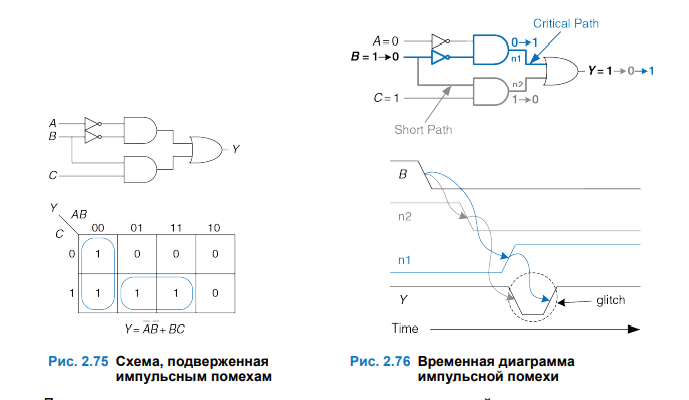 A
B
C
Y
Y
AB
C
00 01 11 10
0 1 0 0 0
1 1 1 1 0
Y = A̅B̅ + BC
Рис. 2.75 Схема, подверженная
импульсным помехам
Critical Path
A = 0
0→1
B = 1→0
n1
Y = 1→0→1
n2
C = 1
1→0
Short Path
B
n2
n1
Y
glitch
Time
Рис. 2.76 Временная диаграмма
импульсной помехи